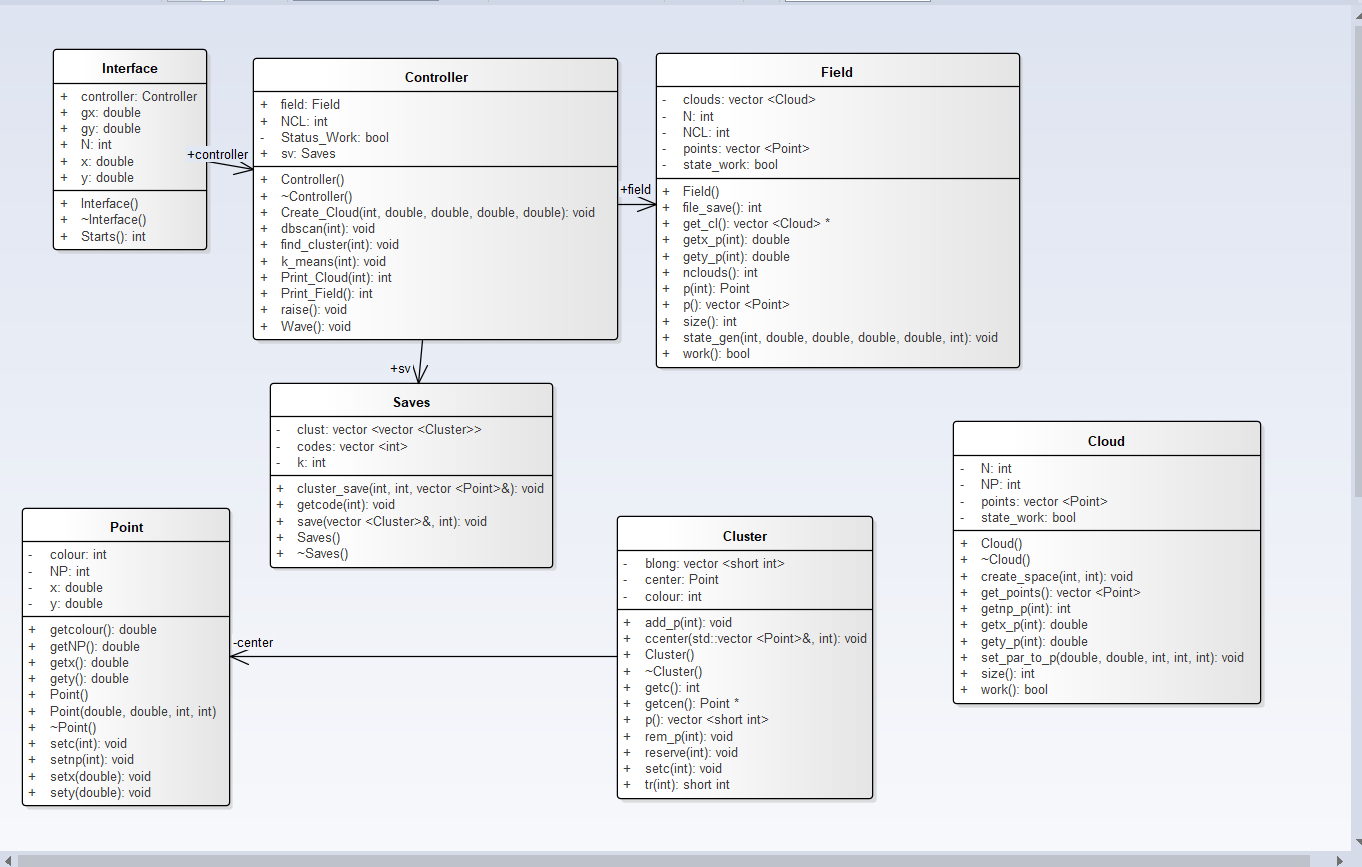 Interface
+ controller: Controller
+ gx: double
+ gy: double
+ N: int
+ x: double
+ y: double
+ Interface()
+ ~Interface()
+ Starts(): int
+controller
Controller
+ field: Field
+ NCL: int
- Status_Work: bool
+ sv: Saves
+ Controller()
+ ~Controller()
+ Create_Cloud(int, double, double, double, double): void
+ dbscan(int): void
+ find_cluster(int): void
+ k_means(int): void
+ Print_Cloud(int): int
+ Print_Field(): int
+ raise(): void
+ Wave(): void
+field
Field
- clouds: vector <Cloud>
- N: int
- NCL: int
- points: vector <Point>
- state_work: bool
+ Field()
+ file_save(): int
+ get_cl(): vector <Cloud> *
+ getx_p(int): double
+ gety_p(int): double
+ nclouds(): int
+ p(int): Point
+ p(): vector <Point>
+ size(): int
+ state_gen(int, double, double, double, double, int): void
+ work(): bool
+sv
Saves
- clust: vector <vector <Cluster>>
- codes: vector <int>
- k: int
+ cluster_save(int, int, vector <Point>&): void
+ getcode(int): void
+ save(vector <Cluster>&, int): void
+ Saves()
+ ~Saves()
Point
- colour: int
- NP: int
- x: double
- y: double
+ getcolour(): double
+ getNP(): double
+ getx(): double
+ gety(): double
+ Point()
+ Point(double, double, int, int)
+ ~Point()
+ setc(int): void
+ setnp(int): void
+ setx(double): void
+ sety(double): void
-center
Cluster
- blong: vector <short int>
- center: Point
- colour: int
+ add_p(int): void
+ ccenter(std::vector <Point>&, int): void
+ Cluster()
+ ~Cluster()
+ getc(): int
+ getcen(): Point *
+ p(): vector <short int>
+ rem_p(int): void
+ reserve(int): void
+ setc(int): void
+ tr(int): short int
Cloud
- N: int
- NP: int
- points: vector <Point>
- state_work: bool
+ Cloud()
+ ~Cloud()
+ create_space(int, int): void
+ get_points(): vector <Point>
+ getnp_p(int): int
+ getx_p(int): double
+ gety_p(int): double
+ set_par_to_p(double, double, int, int, int): void
+ size(): int
+ work(): bool